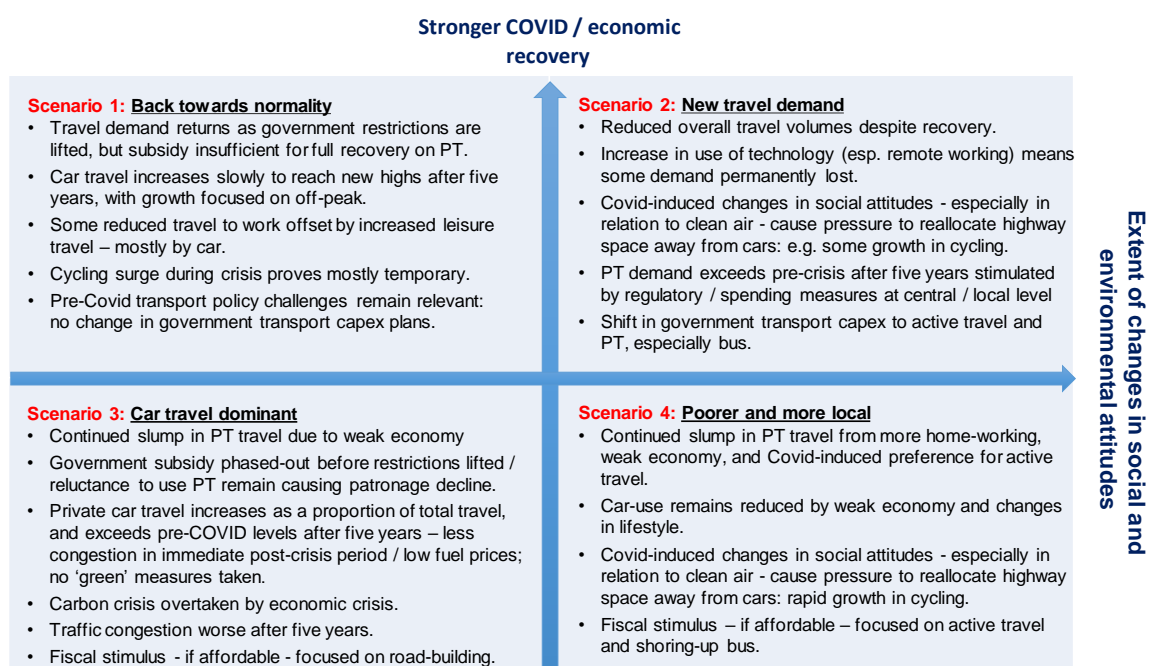 Stronger COVID / economic
recovery
Scenario 1: Back towards normality
• Travel demand returns as government restrictions are
lifted, but subsidy insufficient for full recovery on PT.
• Car travel increases slowly to reach new highs after five
years, with growth focused on off-peak.
• Some reduced travel to work offset by increased leisure
travel – mostly by car.
• Cycling surge during crisis proves mostly temporary.
• Pre-Covid transport policy challenges remain relevant:
no change in government transport capex plans.
Scenario 2: New travel demand
• Reduced overall travel volumes despite recovery.
• Increase in use of technology (esp. remote working) means
some demand permanently lost.
• Covid-induced changes in social attitudes - especially in
relation to clean air - cause pressure to reallocate highway
space away from cars: e.g. some growth in cycling.
• PT demand exceeds pre-crisis after five years stimulated
by regulatory / spending measures at central / local level
• Shift in government transport capex to active travel and
PT, especially bus.
Extent of changes in social and
environmental attitudes
Scenario 3: Car travel dominant
• Continued slump in PT travel due to weak economy
• Government subsidy phased-out before restrictions lifted /
reluctance to use PT remain causing patronage decline.
• Private car travel increases as a proportion of total travel,
and exceeds pre-COVID levels after five years – less
congestion in immediate post-crisis period / low fuel prices;
no ‘green’ measures taken.
• Carbon crisis overtaken by economic crisis.
• Traffic congestion worse after five years.
• Fiscal stimulus - if affordable - focused on road-building.
Scenario 4: Poorer and more local
• Continued slump in PT travel from more home-working,
weak economy, and Covid-induced preference for active
travel.
• Car-use remains reduced by weak economy and changes
in lifestyle.
• Covid-induced changes in social attitudes - especially in
relation to clean air - cause pressure to reallocate highway
space away from cars: rapid growth in cycling.
• Fiscal stimulus – if affordable – focused on active travel
and shoring-up bus.